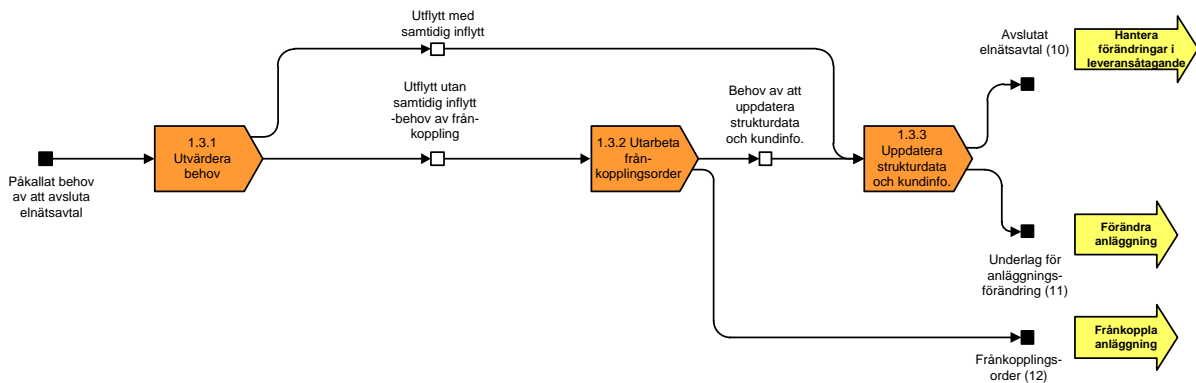 Påkallat behov
av att avsluta
elnätsavtal
1.3.1
Utvärdera
behov
Utflytt med
samtidig inflytt
Utflytt utan
samtidig inflytt
-behov av från-
koppling
1.3.2 Utarbeta
från-
kopplingsorder
Behov av att
uppdatera
strukturdata
och kundinfo.
1.3.3
Uppdatera
strukturdata
och kundinfo.
Avslutat
elnätsavtal (10)
Hantera
förändringar i
leveransåtagande
Underlag för
anläggnings-
förändring (11)
Förändra
anläggning
Frånkopplings-
order (12)
Frånkoppla
anläggning